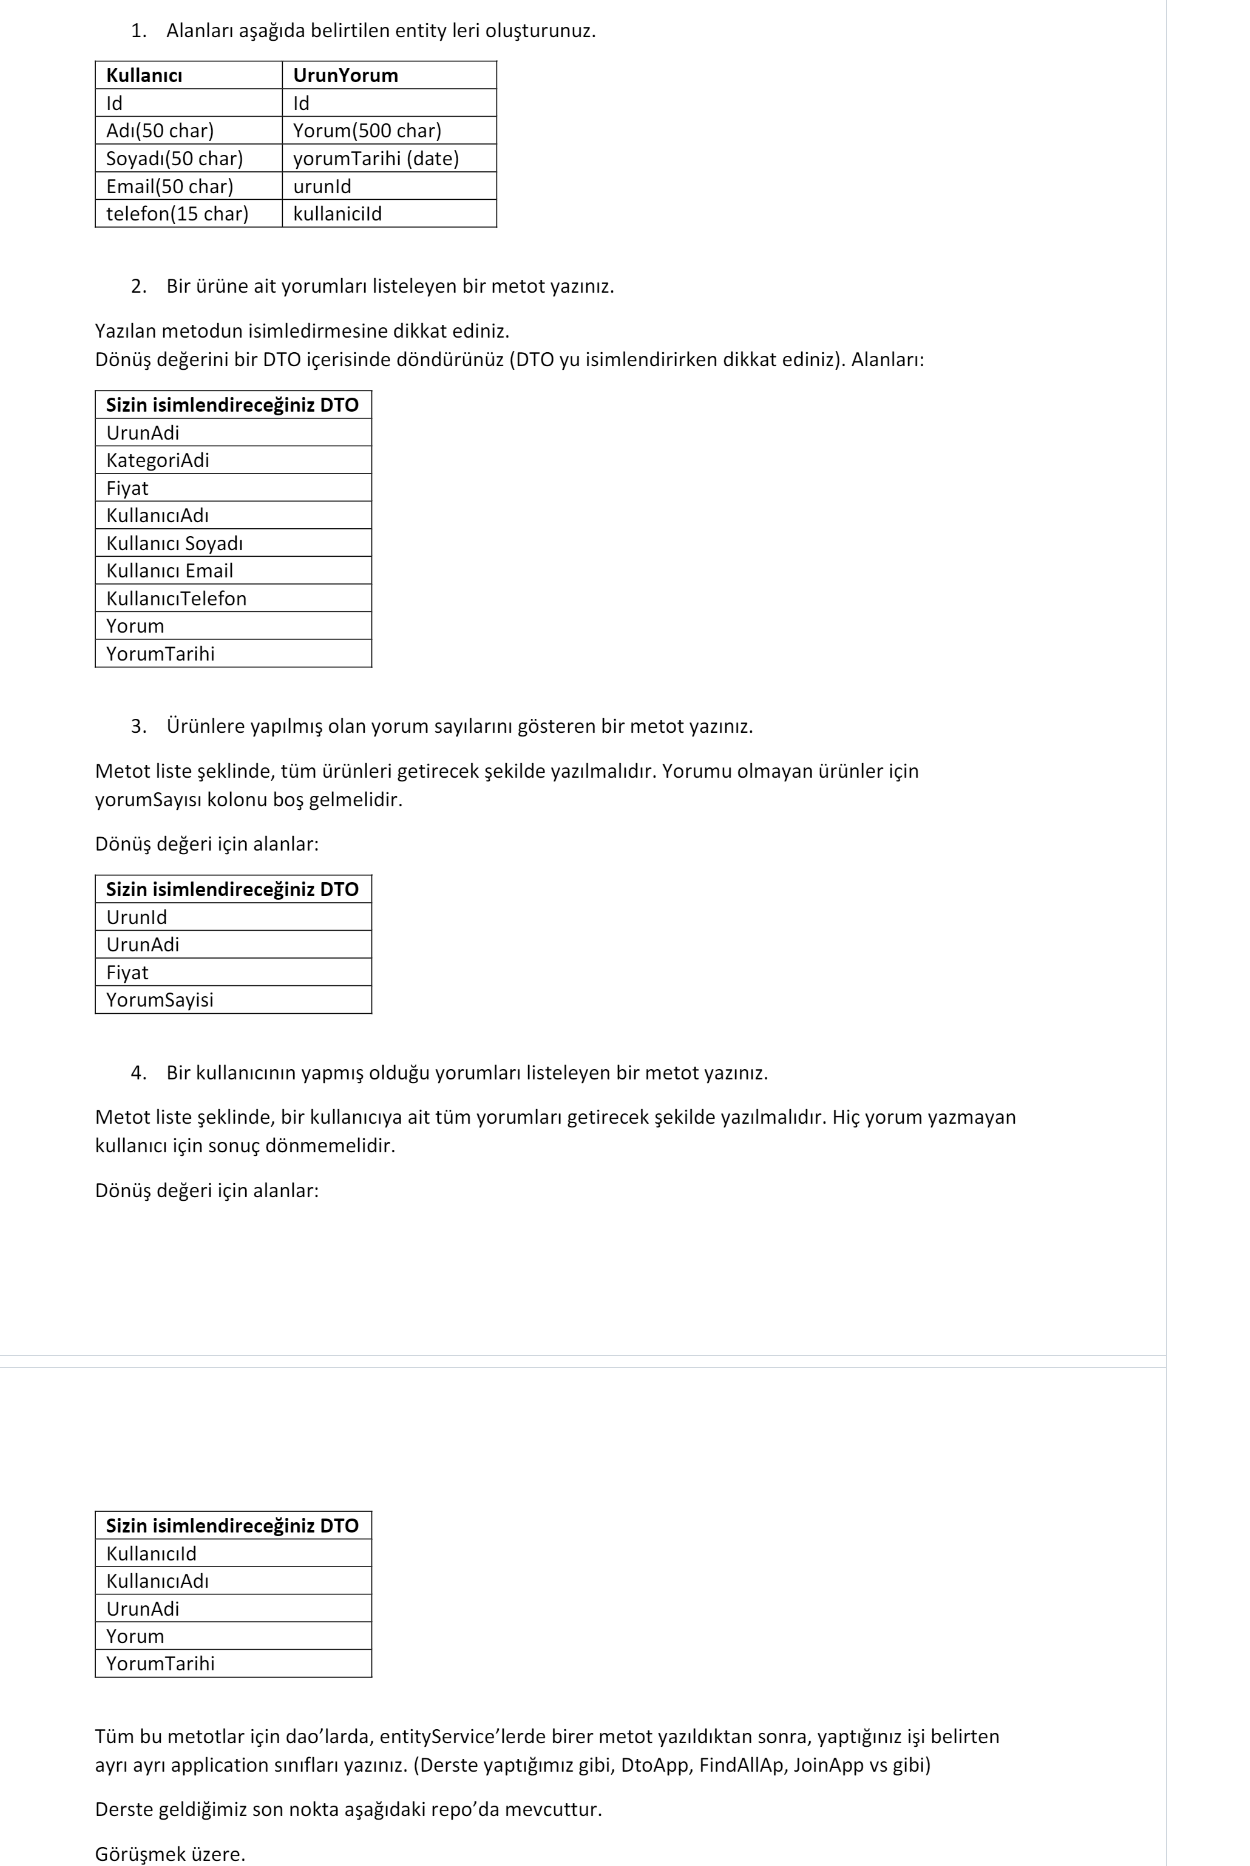 1. Alanları aşağıda belirtilen entity leri oluşturunuz.
Kullanıcı UrunYorum
Id Id
Adı(50 char) Yorum(500 char)
Soyadı(50 char) yorumTarihi (date)
Email(50 char) urunId
telefon(15 char) kullaniciId
2. Bir ürüne ait yorumları listeleyen bir metot yazınız.
Yazılan metodun isimledirmesine dikkat ediniz.
Dönüş değerini bir DTO içerisinde döndürünüz (DTO yu isimlendirirken dikkat ediniz). Alanları:
Sizin isimlendireceğiniz DTO
UrunAdi
KategoriAdi
Fiyat
KullanıcıAdı
Kullanıcı Soyadı
Kullanıcı Email
KullanıcıTelefon
Yorum
YorumTarihi
3. Ürünlere yapılmış olan yorum sayılarını gösteren bir metot yazınız.
Metot liste şeklinde, tüm ürünleri getirecek şekilde yazılmalıdır. Yorumu olmayan ürünler için
yorumSayısı kolonu boş gelmelidir.
Dönüş değeri için alanlar:
Sizin isimlendireceğiniz DTO
UrunId
UrunAdi
Fiyat
YorumSayisi
4. Bir kullanıcının yapmış olduğu yorumları listeleyen bir metot yazınız.
Metot liste şeklinde, bir kullanıcıya ait tüm yorumları getirecek şekilde yazılmalıdır. Hiç yorum yazmayan
kullanıcı için sonuç dönmemelidir.
Dönüş değeri için alanlar:
Sizin isimlendireceğiniz DTO
KullanıcıId
KullanıcıAdı
UrunAdi
Yorum
YorumTarihi
Tüm bu metotlar için dao'larda, entityService'lerde birer metot yazıldıktan sonra, yaptığınız işi belirten
ayrı ayrı application sınıfları yazınız. (Derste yaptığımız gibi, DtoApp, FindAllAp, JoinApp vs gibi)
Derste geldiğimiz son nokta aşağıdaki repo'da mevcuttur.
Görüşmek üzere.